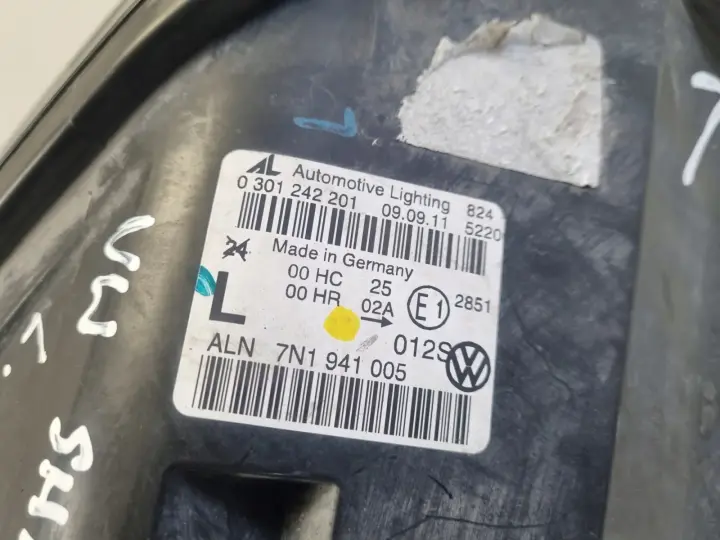 AL Automotive Lighting 824
0 301 242 201 09.09.11 5220
24 Made in Germany
00 HC 25
00 HR 02A E1 2851
L 012S
ALN 7N1 941 005
VW